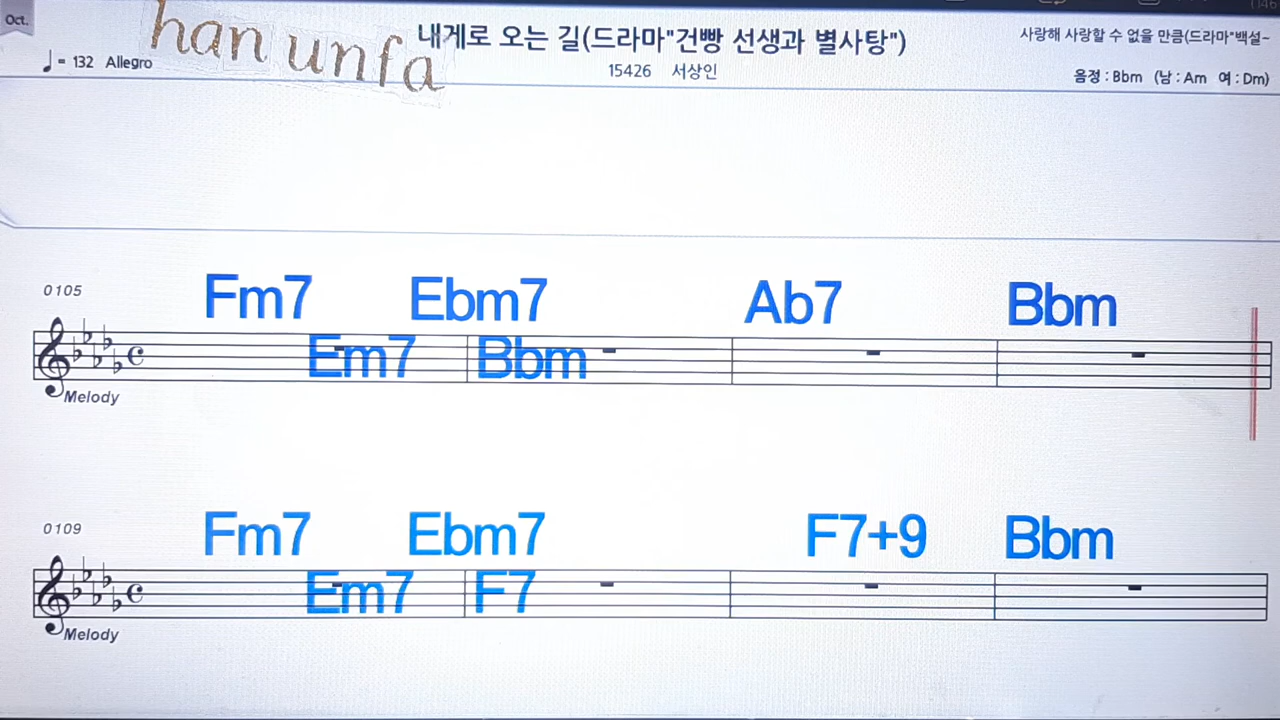 Oct.
han unfa
내게로 오는 길(드라마"건빵 선생과 별사탕")
사랑해 사랑할 수 없을 만큼(드라마"백설~
♩= 132 Allegro
15426 서상인
음정 : Bbm (남 : Am 여 : Dm)
0105
Fm7 Ebm7 Ab7 Bbm
Em7 Bbm
Melody
0109
Fm7 Ebm7 F7+9 Bbm
Em7 F7
Melody